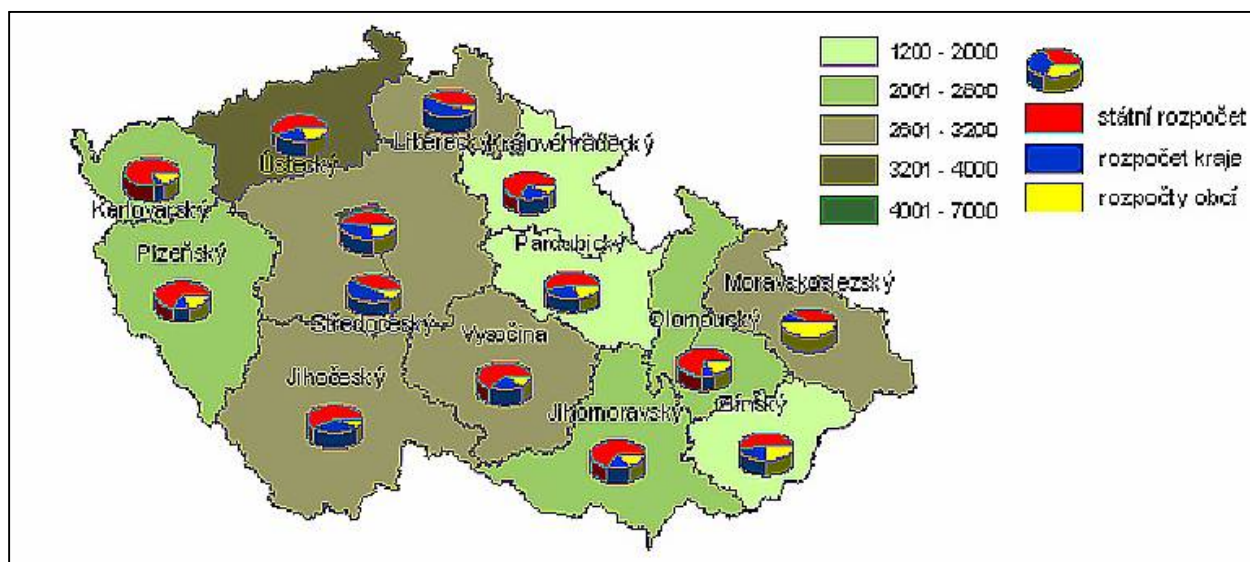 1200 - 2000
2001 - 2600
2601 - 3200
3201 - 4000
4001 - 7000
státní rozpočet
rozpočet kraje
rozpočty obcí
Liberecký
Královéhradecký
Ústecký
Karlovarský
Plzeňský
Pardubický
Moravskoslezský
Středočeský
Vysočina
Olomoucký
Jihočeský
Jihomoravský
Zlínský